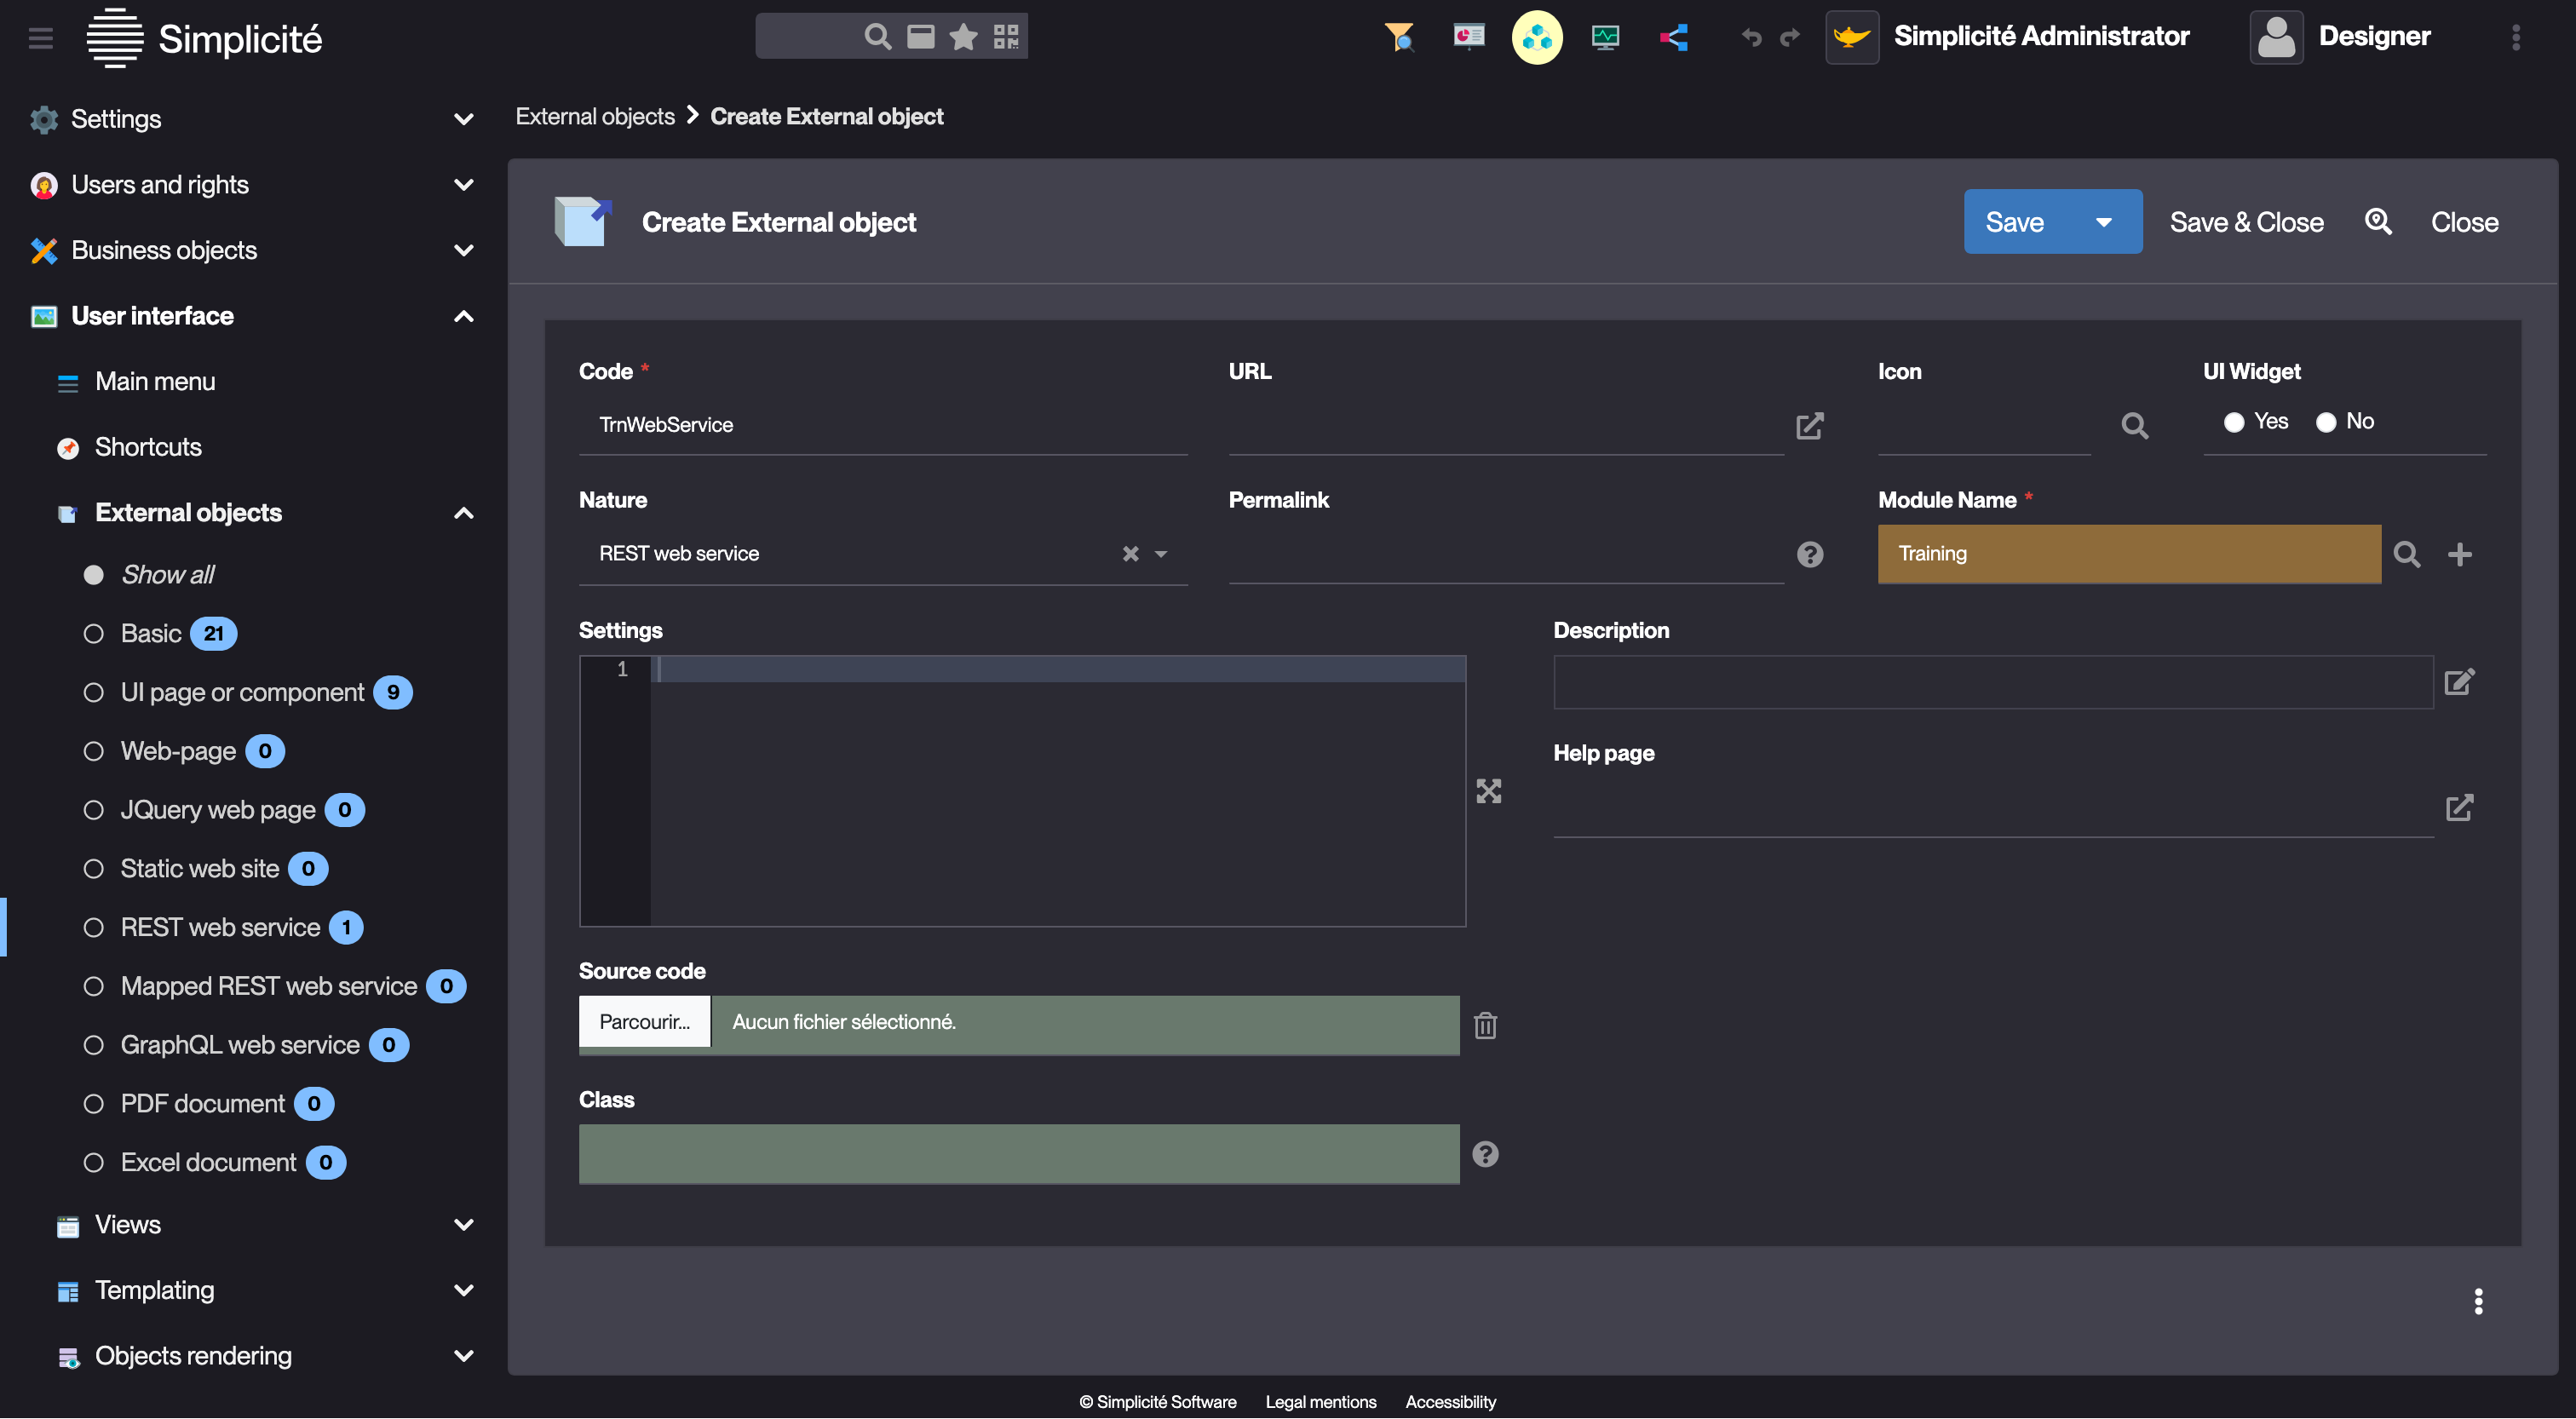 Simplicité
Simplicité Administrator
Designer
Settings
Users and rights
Business objects
User interface
Main menu
Shortcuts
External objects
Show all
Basic 21
UI page or component 9
Web-page 0
JQuery web page 0
Static web site 0
REST web service 1
Mapped REST web service 0
GraphQL web service 0
PDF document 0
Excel document 0
Views
Templating
Objects rendering
External objects Create External object
Create External object
Save
Save & Close
Close
Code *
TrnWebService
URL
Icon
UI Widget
Yes No
Nature
REST web service
Permalink
Module Name *
Training
Settings
1
Description
Help page
Source code
Parcourir... Aucun fichier sélectionné.
Class
© Simplicité Software Legal mentions Accessibility